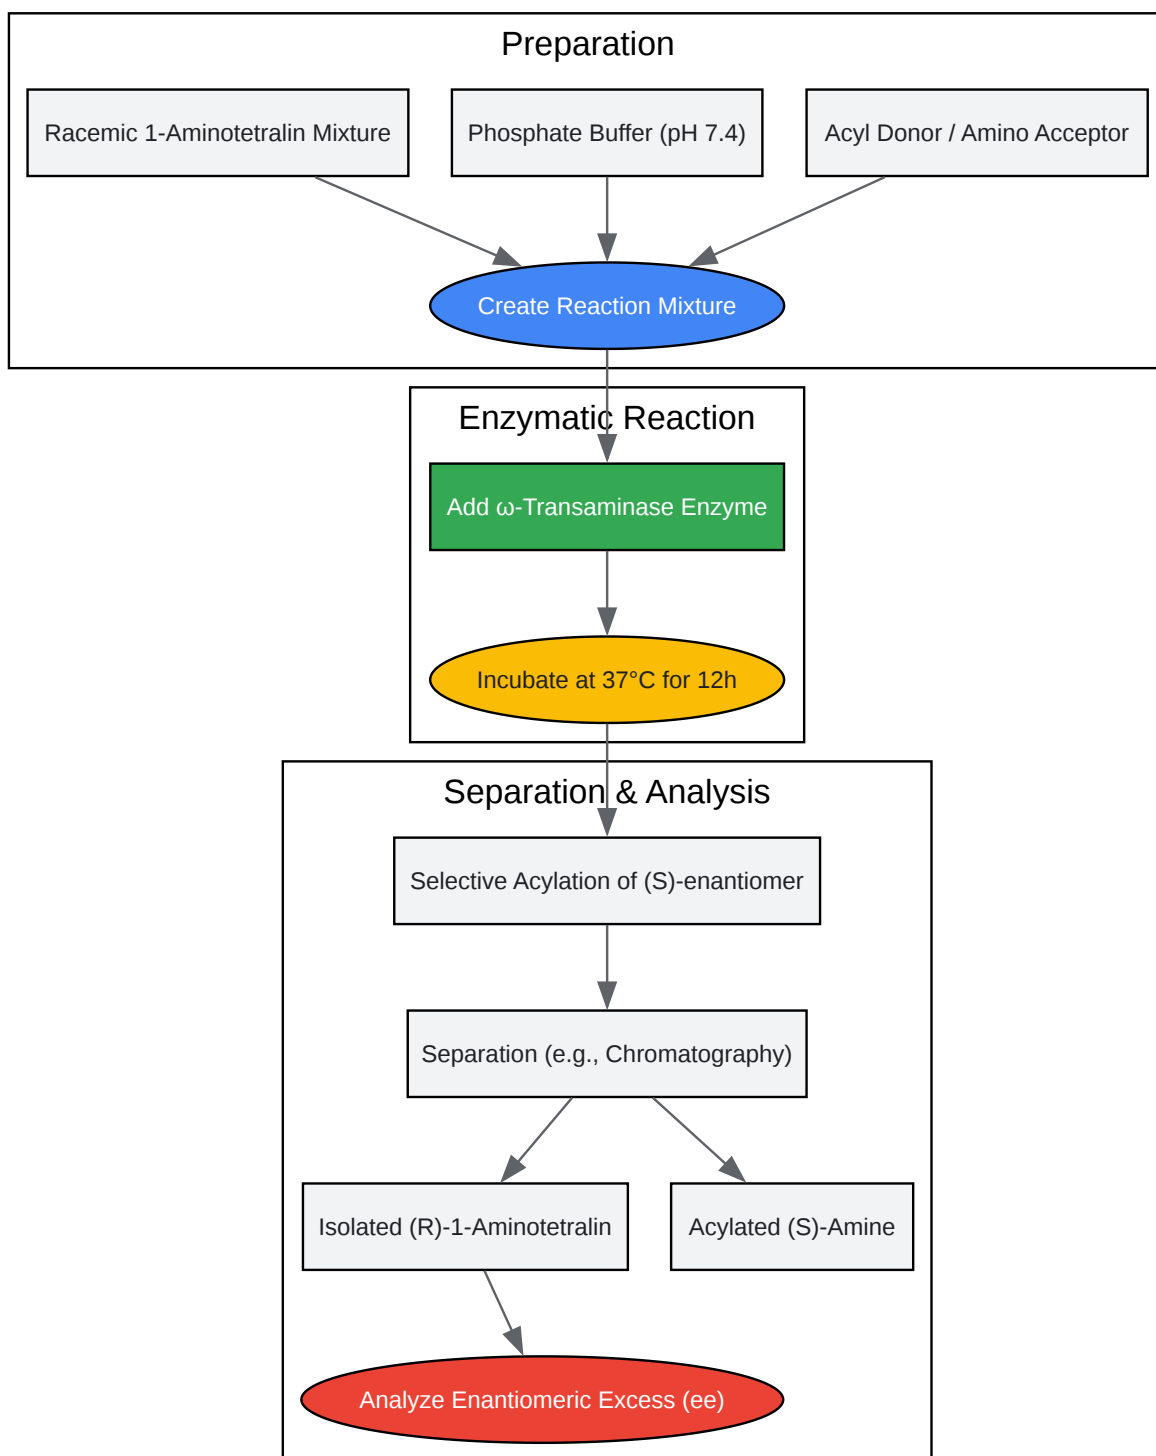 Preparation
Racemic 1-Aminotetralin Mixture
Phosphate Buffer (pH 7.4)
Acyl Donor / Amino Acceptor
Create Reaction Mixture
Enzymatic Reaction
Add ω-Transaminase Enzyme
Incubate at 37°C for 12h
Separation & Analysis
Selective Acylation of (S)-enantiomer
Separation (e.g., Chromatography)
Isolated (R)-1-Aminotetralin
Acylated (S)-Amine
Analyze Enantiomeric Excess (ee)